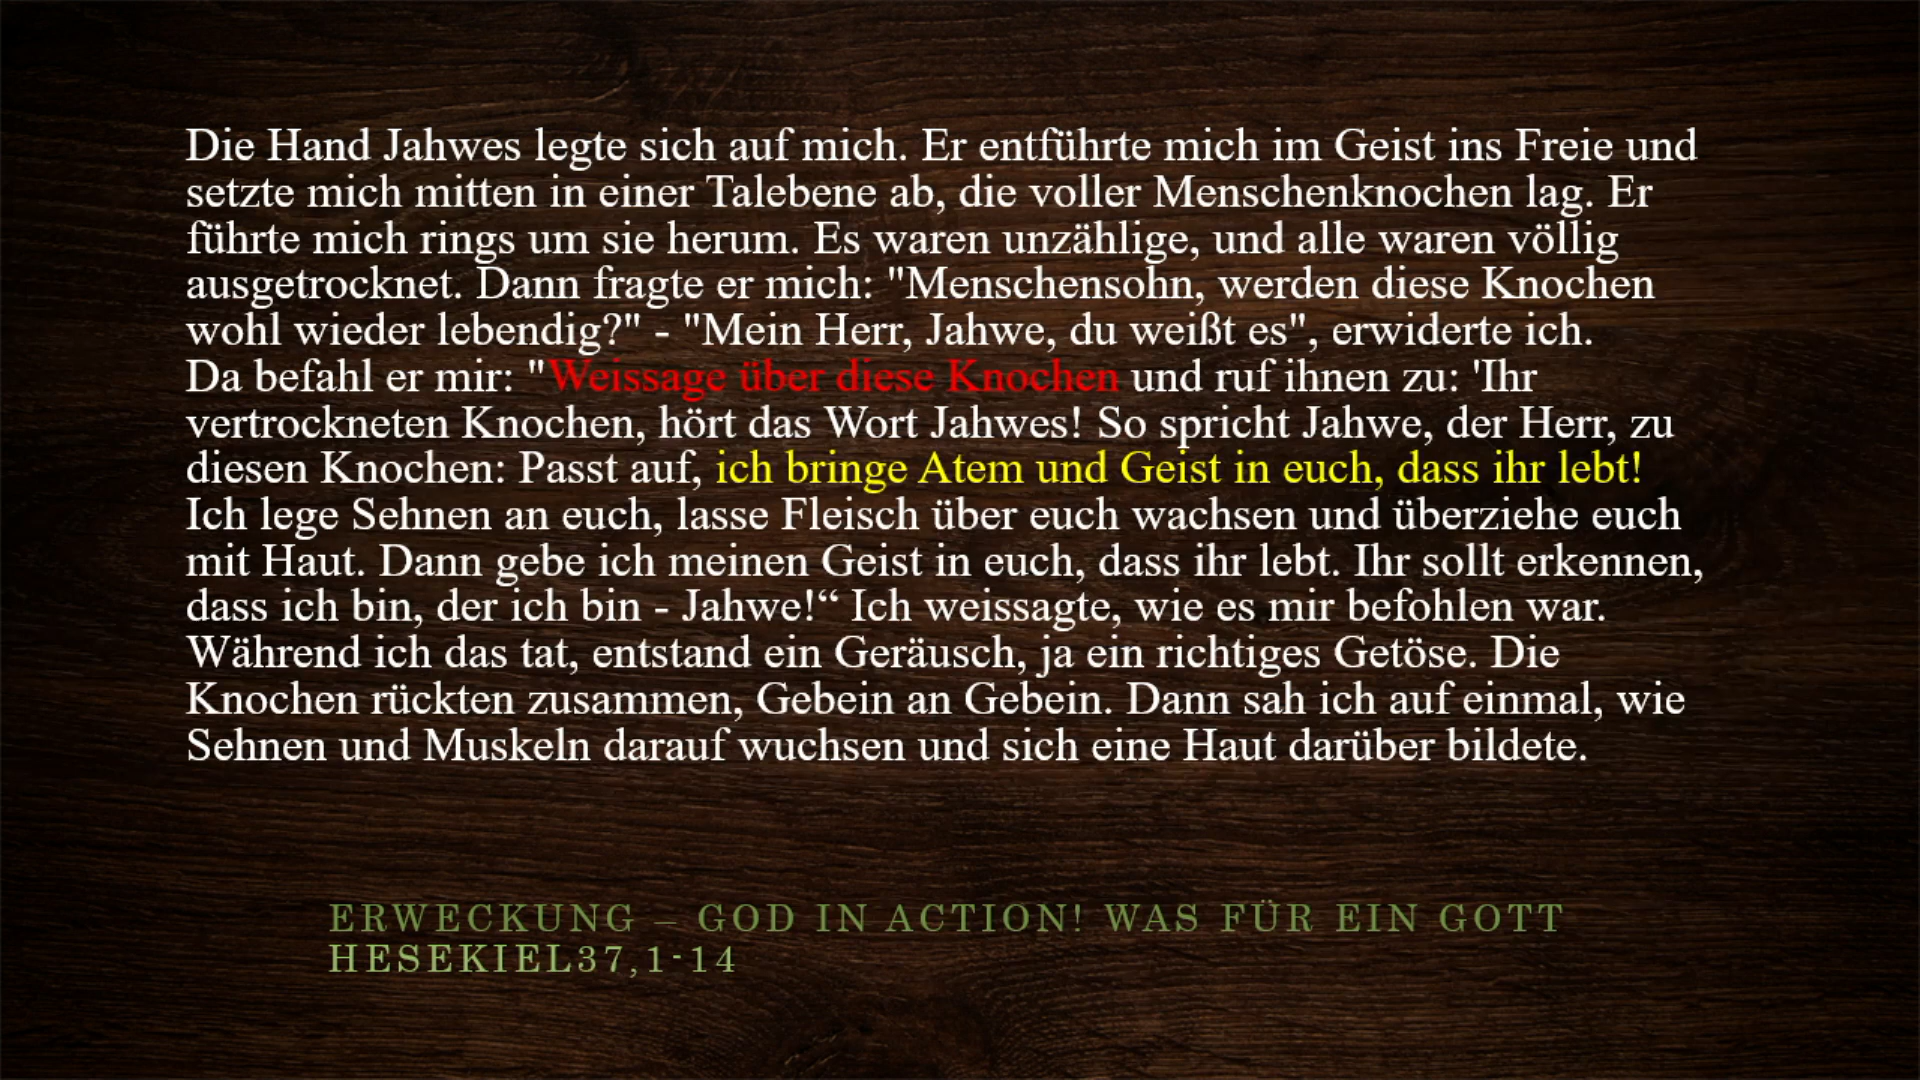 Die Hand Jahwes legte sich auf mich. Er entführte mich im Geist ins Freie und
setzte mich mitten in einer Talebene ab, die voller Menschenknochen lag. Er
führte mich rings um sie herum. Es waren unzählige, und alle waren völlig
ausgetrocknet. Dann fragte er mich: "Menschensohn, werden diese Knochen
wohl wieder lebendig?" - "Mein Herr, Jahwe, du weißt es", erwiderte ich.
Da befahl er mir: "Weissage über diese Knochen und ruf ihnen zu: 'Ihr
vertrockneten Knochen, hört das Wort Jahwes! So spricht Jahwe, der Herr, zu
diesen Knochen: Passt auf, ich bringe Atem und Geist in euch, dass ihr lebt!
Ich lege Sehnen an euch, lasse Fleisch über euch wachsen und überziehe euch
mit Haut. Dann gebe ich meinen Geist in euch, dass ihr lebt. Ihr sollt erkennen,
dass ich bin, der ich bin - Jahwe!“ Ich weissagte, wie es mir befohlen war.
Während ich das tat, entstand ein Geräusch, ja ein richtiges Getöse. Die
Knochen rückten zusammen, Gebein an Gebein. Dann sah ich auf einmal, wie
Sehnen und Muskeln darauf wuchsen und sich eine Haut darüber bildete.
ERWECKUNG – GOD IN ACTION! WAS FÜR EIN GOTT
HESEKIEL37,1-14